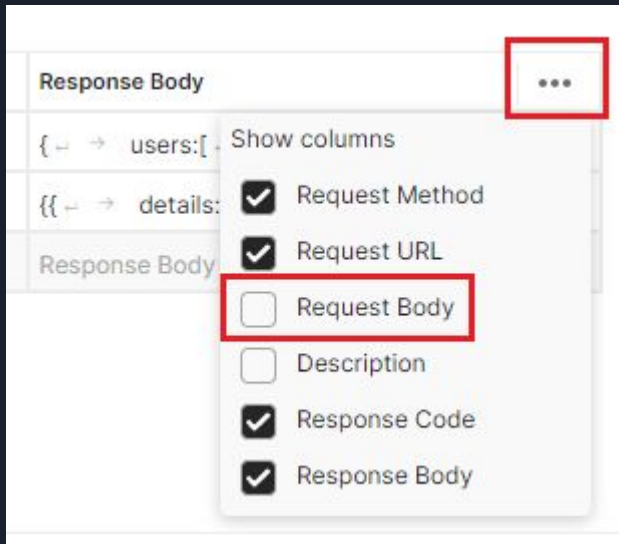 Response Body •••
{ ↵ → users:[
{{ ↵ → details:
Response Body
Show columns
Request Method
Request URL
Request Body
Description
Response Code
Response Body